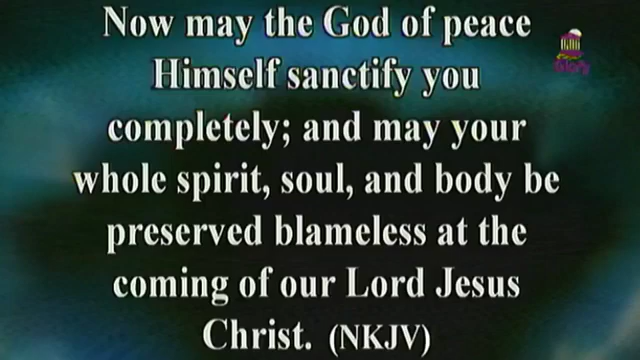 Now may the God of peace
Himself sanctify you
completely; and may your
whole spirit, soul, and body be
preserved blameless at the
coming of our Lord Jesus
Christ. (NKJV)
Glory